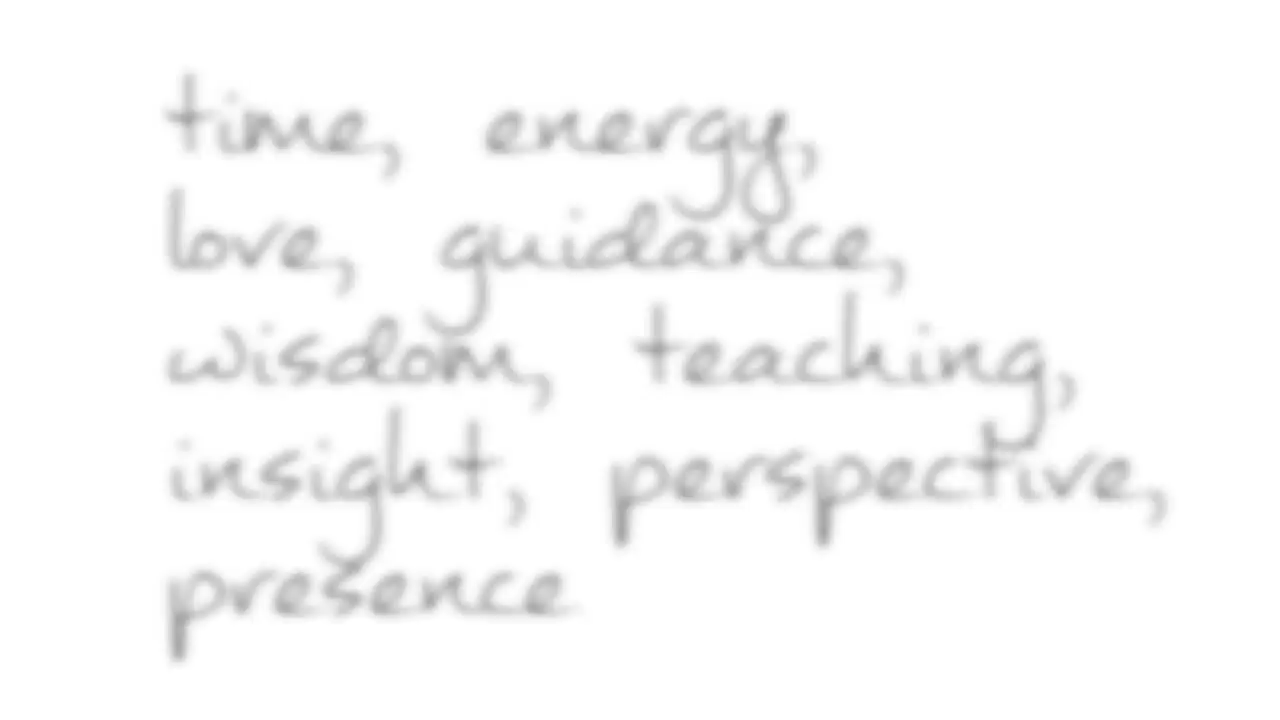 time, energy,
love, guidance,
wisdom, teaching,
insight, perspective,
presence